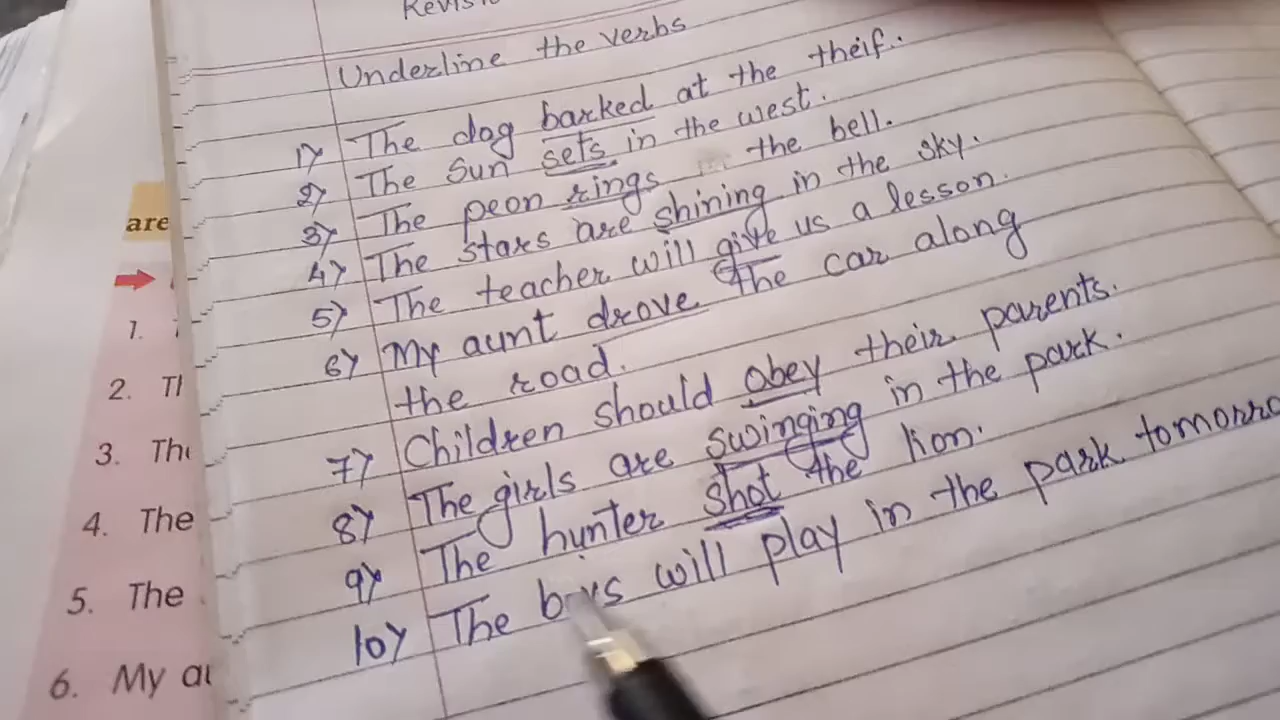 Underline the verbs
1) The dog barked at the theif.
2) The Sun sets in the west.
3) The peon rings the bell.
4) The stars are shining in the sky.
5) The teacher will give us a lesson.
6) My aunt drove the car along
the road.
7) Children should obey their parents.
8) The girls are swinging in the park.
9) The hunter shot the lion.
10) The boys will play in the park
are
1.
2.
3.
4. The
5. The
6. My